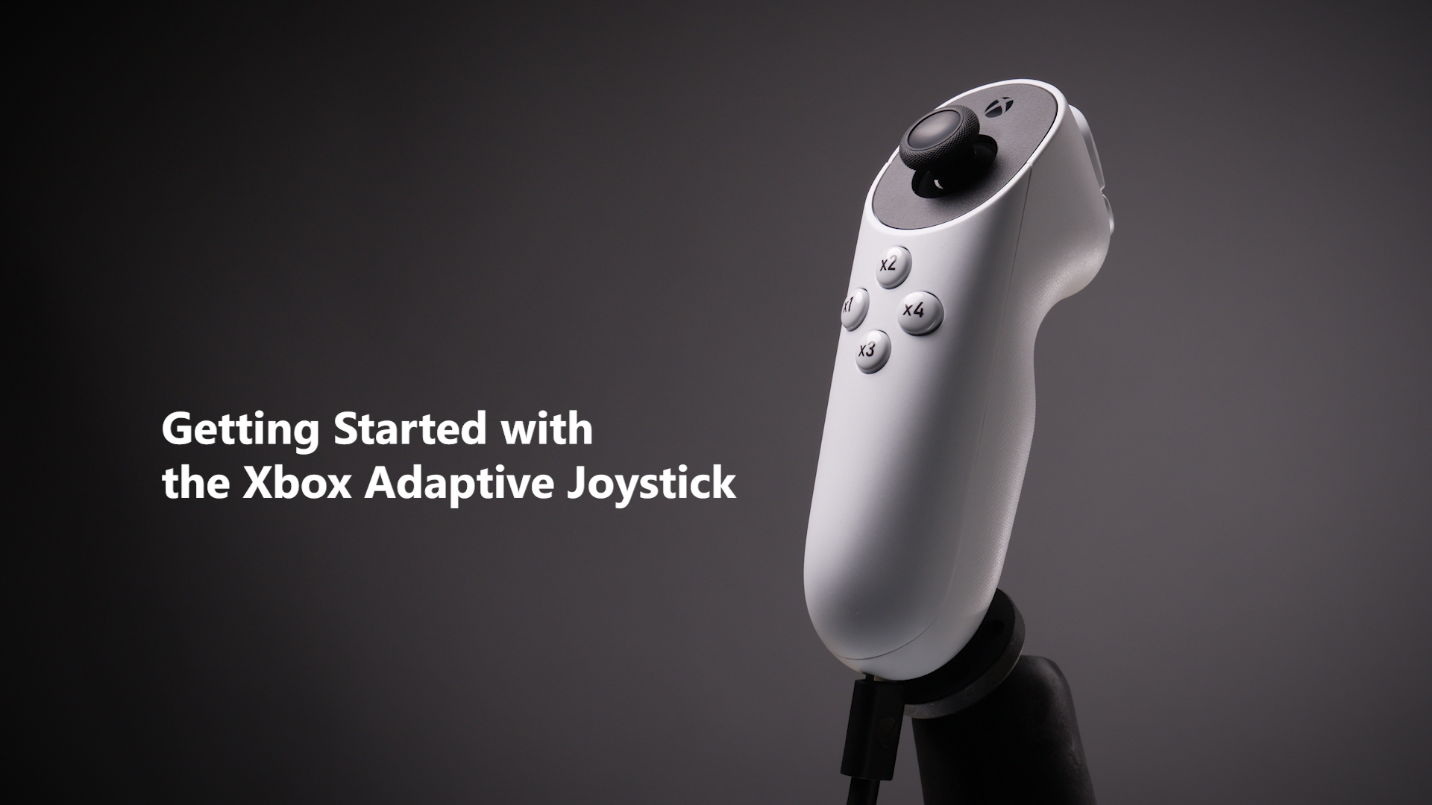 x2
x1
x4
x3
Getting Started with
the Xbox Adaptive Joystick